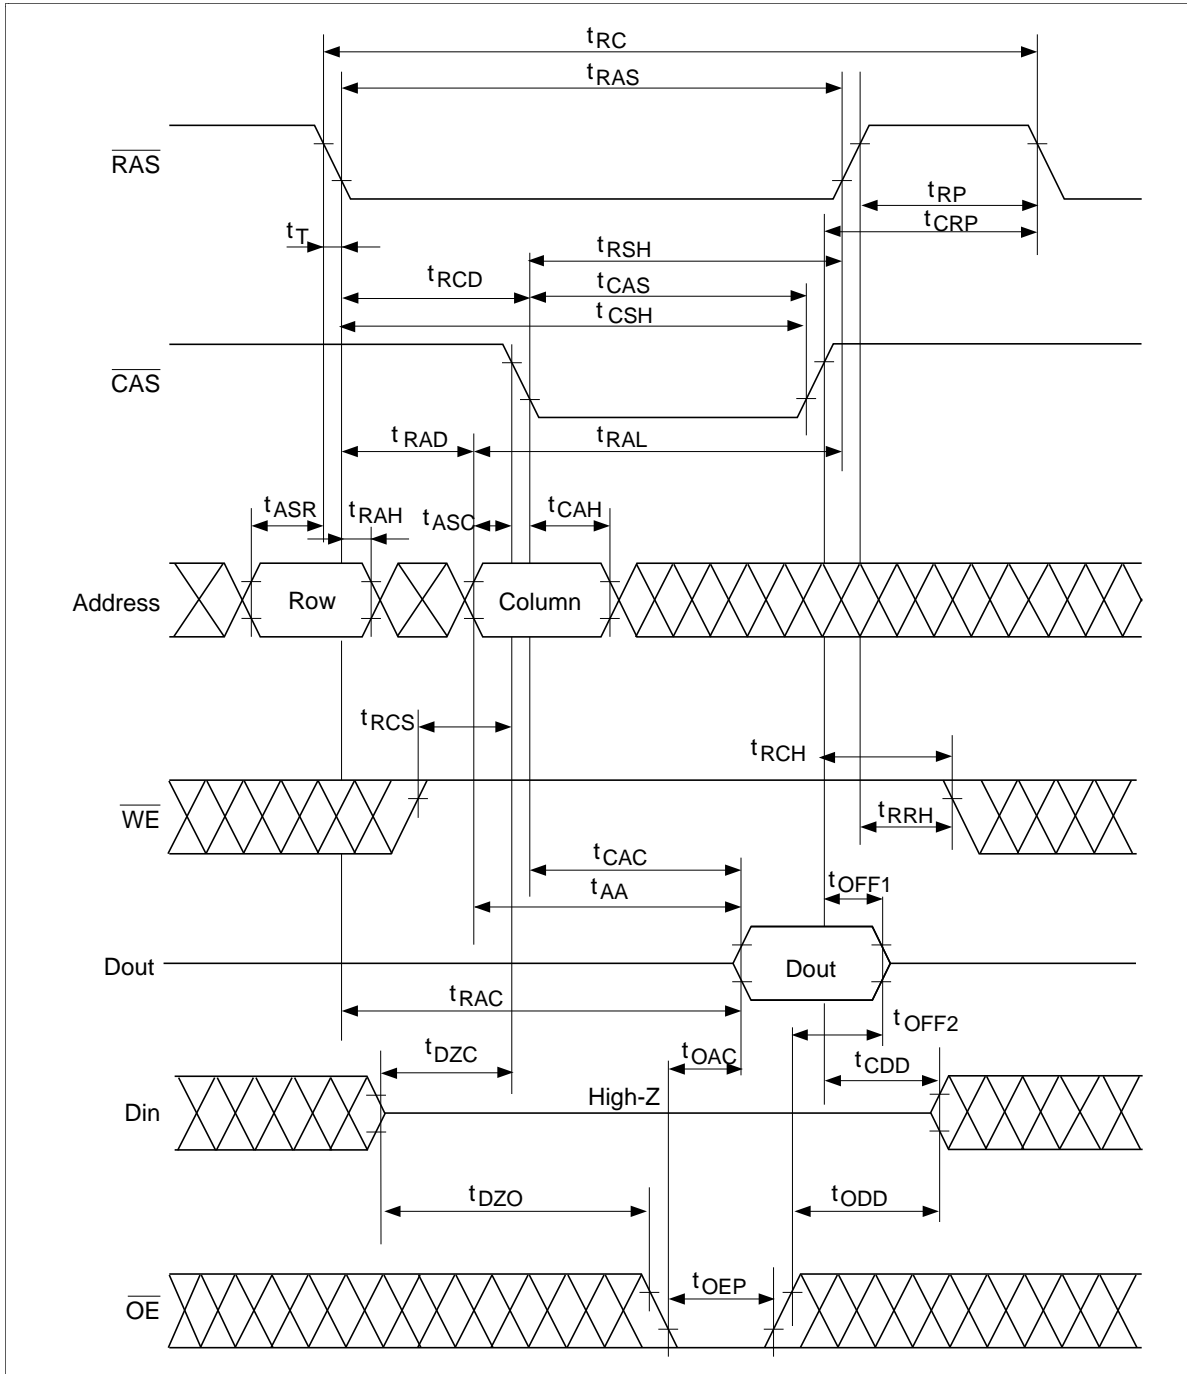 tRC
tRAS
RAS
tRP
tCRP
tT
tRSH
tRCD
tCAS
tCSH
CAS
tRAD
tRAL
tASR
tRAH
tASC
tCAH
Address
Row
Column
tRCS
tRCH
WE
tRRH
tCAC
tOFF1
tAA
Dout
Dout
tRAC
tOFF2
tDZC
tOAC
tCDD
Din
High-Z
tDZO
tODD
tOEP
OE